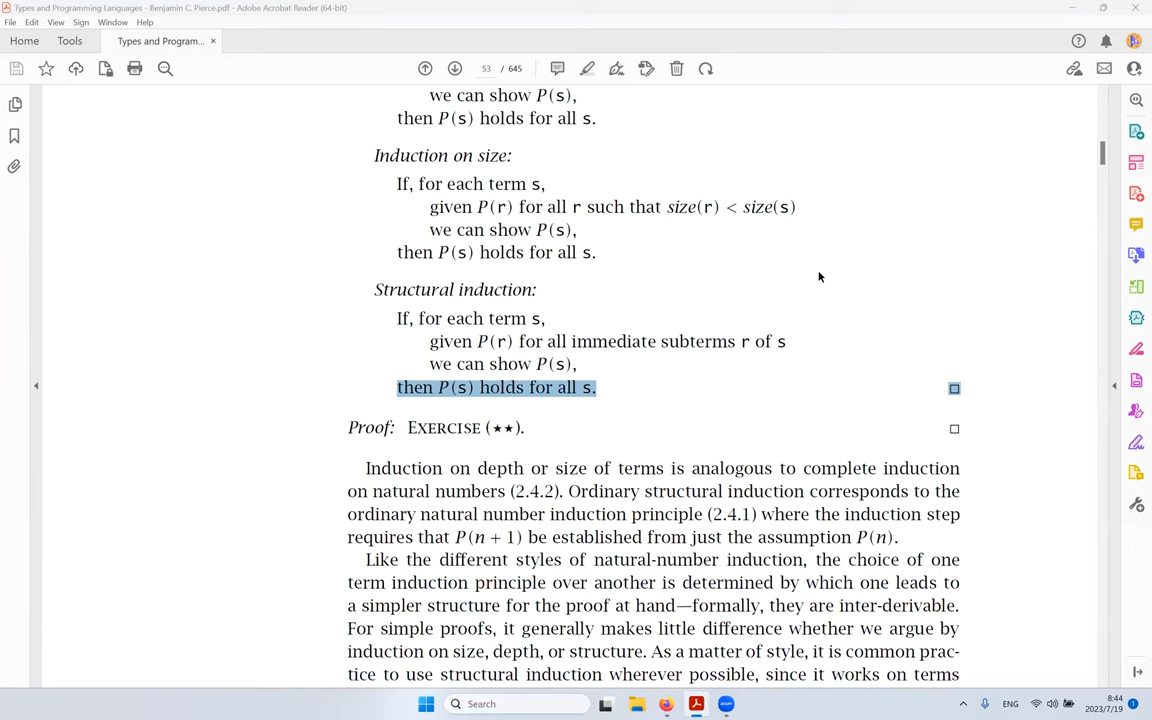 Types and Programming Languages - Benjamin C. Pierce.pdf - Adobe Acrobat Reader (64-bit)
File Edit View Sign Window Help
Home Tools Types and Program... ×
53 / 645
we can show P(s),
then P(s) holds for all s.
Induction on size:
If, for each term s,
given P(r) for all r such that size(r) < size(s)
we can show P(s),
then P(s) holds for all s.
Structural induction:
If, for each term s,
given P(r) for all immediate subterms r of s
we can show P(s),
then P(s) holds for all s. □
Proof: EXERCISE (★★). □
Induction on depth or size of terms is analogous to complete induction
on natural numbers (2.4.2). Ordinary structural induction corresponds to the
ordinary natural number induction principle (2.4.1) where the induction step
requires that P(n + 1) be established from just the assumption P(n).
Like the different styles of natural-number induction, the choice of one
term induction principle over another is determined by which one leads to
a simpler structure for the proof at hand—formally, they are inter-derivable.
For simple proofs, it generally makes little difference whether we argue by
induction on size, depth, or structure. As a matter of style, it is common prac-
tice to use structural induction wherever possible, since it works on terms
Search
zoom
ENG
8:44
2023/7/19
1